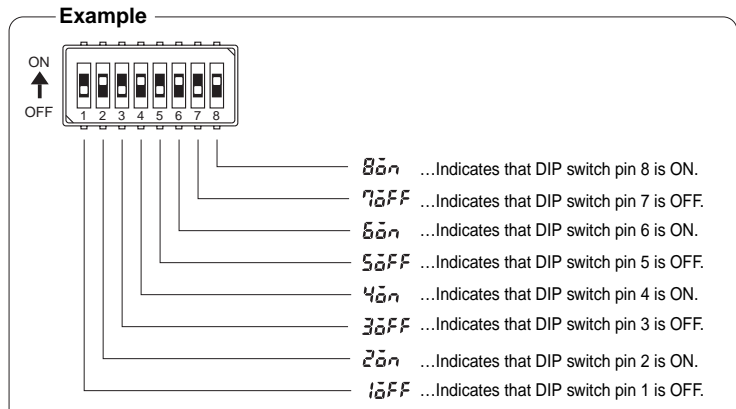 Example
ON
OFF
1 2 3 4 5 6 7 8
8on ...Indicates that DIP switch pin 8 is ON.
7oFF ...Indicates that DIP switch pin 7 is OFF.
6on ...Indicates that DIP switch pin 6 is ON.
5oFF ...Indicates that DIP switch pin 5 is OFF.
4on ...Indicates that DIP switch pin 4 is ON.
3oFF ...Indicates that DIP switch pin 3 is OFF.
2on ...Indicates that DIP switch pin 2 is ON.
1oFF ...Indicates that DIP switch pin 1 is OFF.